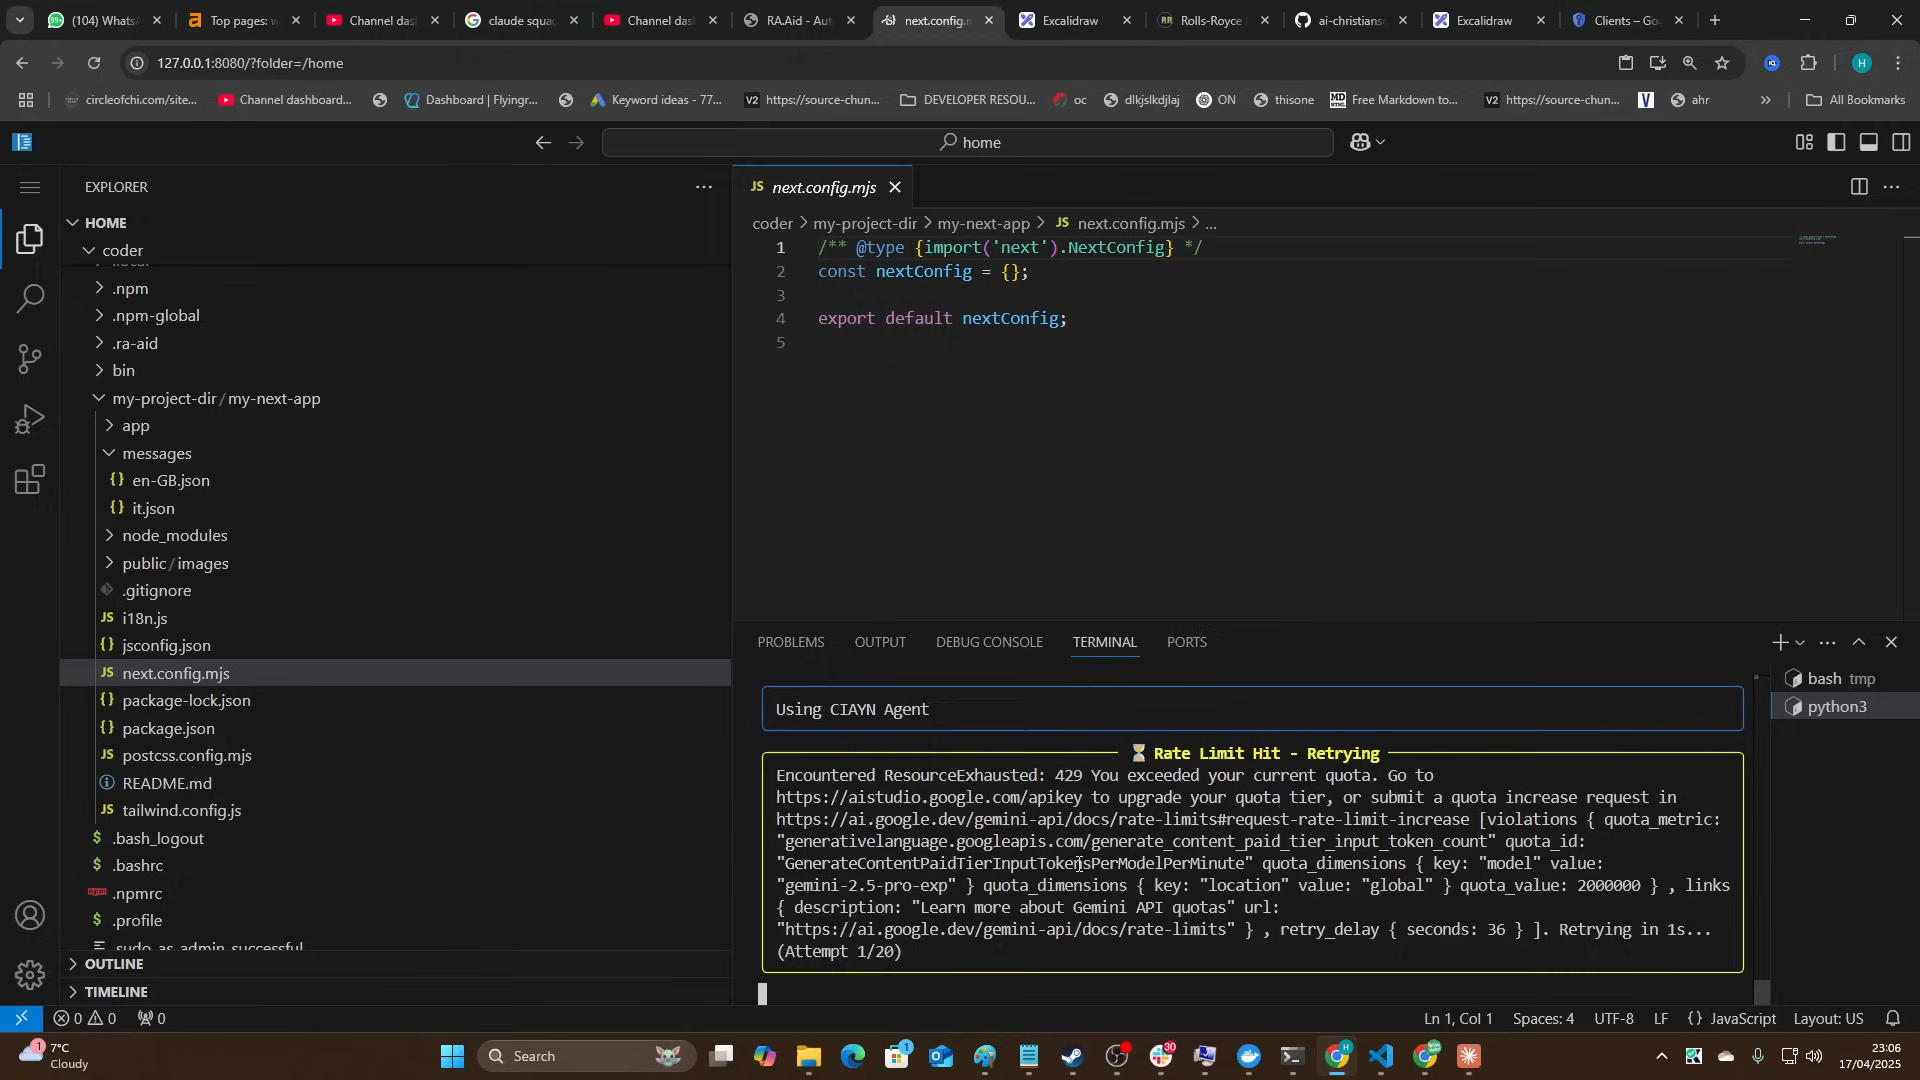 (104) Whats
Top pages: w
Channel das
claude squa
Channel das
RA.Aid - Aut
next.config.m
Excalidraw
Rolls-Royce
ai-christians
Excalidraw
Clients – Go
127.0.0.1:8080/?folder=/home
H
circleofchi.com/site...
Channel dashboard...
Dashboard | Flyingr...
Keyword ideas - 77...
https://source-chun...
DEVELOPER RESOU...
oc
dlkjslkdjlaj
ON
thisone
Free Markdown to...
https://source-chun...
ahr
All Bookmarks
home
EXPLORER
HOME
coder
.npm
.npm-global
.ra-aid
bin
my-project-dir / my-next-app
app
messages
en-GB.json
it.json
node_modules
public / images
.gitignore
i18n.js
jsconfig.json
next.config.mjs
package-lock.json
package.json
postcss.config.mjs
README.md
tailwind.config.js
.bash_logout
.bashrc
.npmrc
.profile
.sudo_as_admin_successful
OUTLINE
TIMELINE
JS next.config.mjs
coder > my-project-dir > my-next-app > JS next.config.mjs > ...
1 /** @type {import('next').NextConfig} */
2 const nextConfig = {};
3
4 export default nextConfig;
5
PROBLEMS OUTPUT DEBUG CONSOLE TERMINAL PORTS
bash tmp
python3
Using CIAYN Agent
⏳ Rate Limit Hit - Retrying
Encountered ResourceExhausted: 429 You exceeded your current quota. Go to
https://aistudio.google.com/apikey to upgrade your quota tier, or submit a quota increase request in
https://ai.google.dev/gemini-api/docs/rate-limits#request-rate-limit-increase [violations { quota_metric:
"generativelanguage.googleapis.com/generate_content_paid_tier_input_token_count" quota_id:
"GenerateContentPaidTierInputTokensPerModelPerMinute" quota_dimensions { key: "model" value:
"gemini-2.5-pro-exp" } quota_dimensions { key: "location" value: "global" } quota_value: 2000000 } , links
{ description: "Learn more about Gemini API quotas" url:
"https://ai.google.dev/gemini-api/docs/rate-limits" } , retry_delay { seconds: 36 } ]. Retrying in 1s...
(Attempt 1/20)
0 0 0
Ln 1, Col 1 Spaces: 4 UTF-8 LF {} JavaScript Layout: US
7°C
Cloudy
Search
23:06
17/04/2025